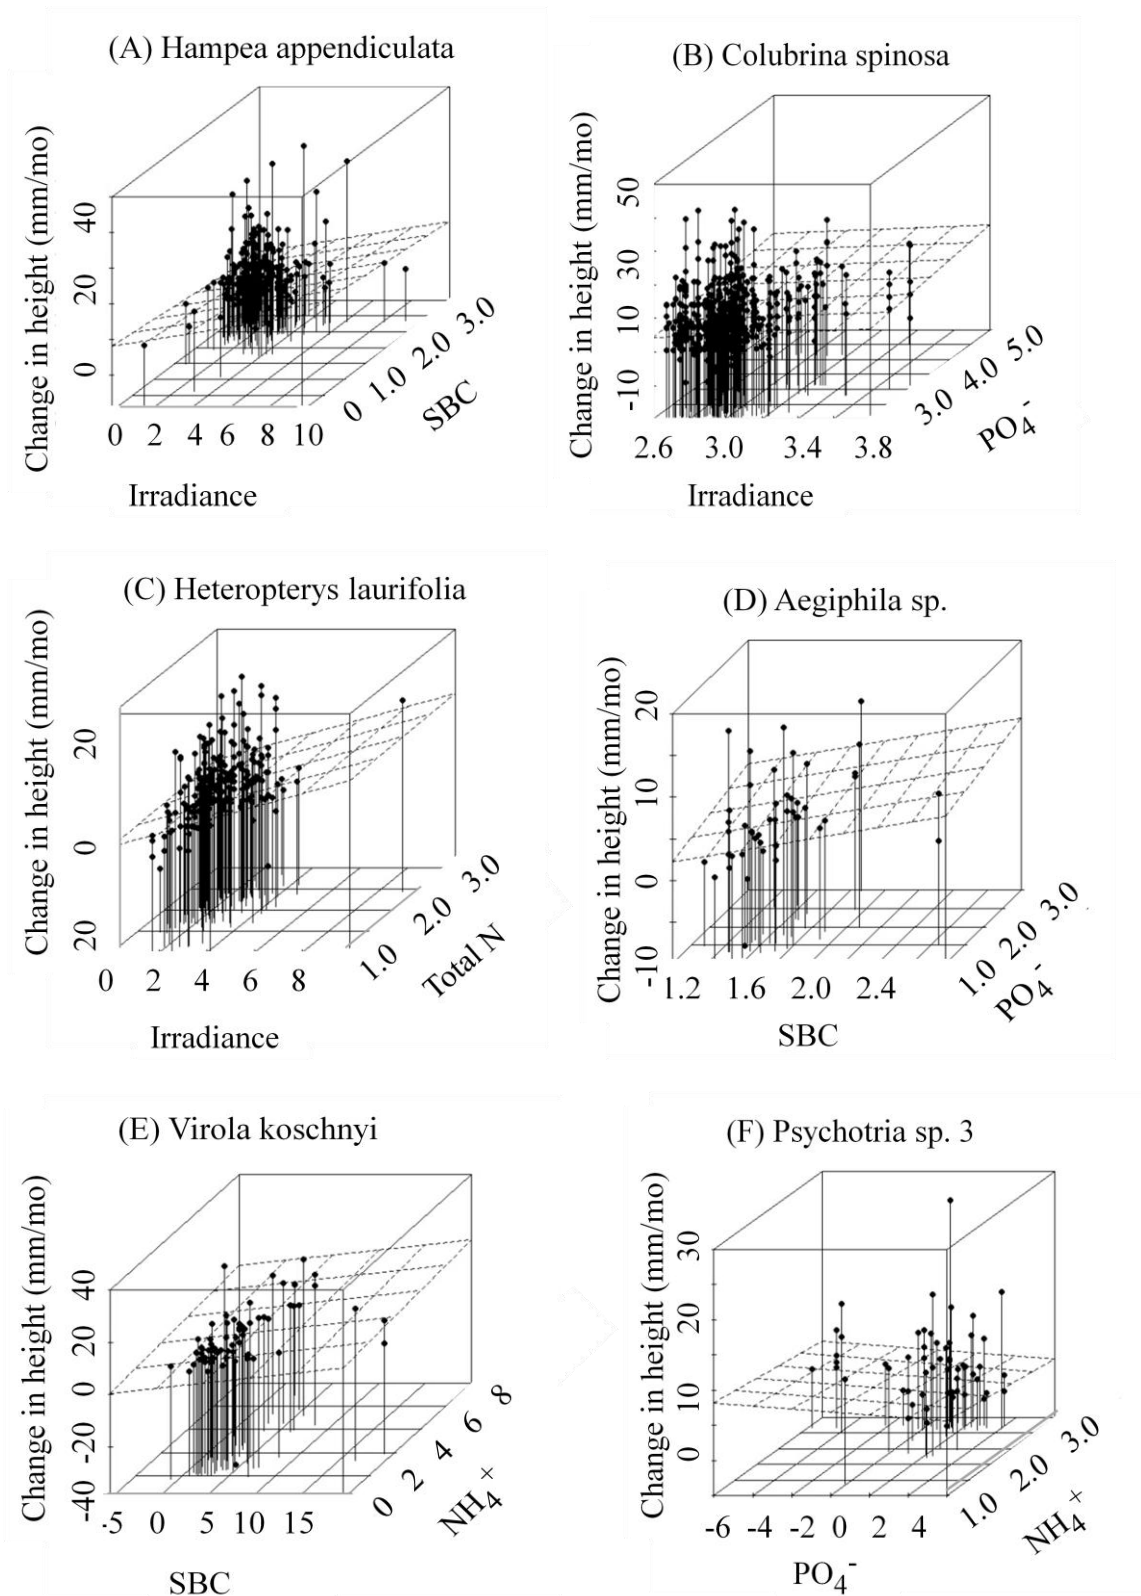 (A) Hampea appendiculata
Change in height (mm/mo)
40
20
0
0 2 4 6 8 10
Irradiance
0 1.0 2.0 3.0
SBC
(B) Colubrina spinosa
Change in height (mm/mo)
50
30
10
-10
2.6 3.0 3.4 3.8
Irradiance
3.0 4.0 5.0
PO4-
(C) Heteropterys laurifolia
Change in height (mm/mo)
20
0
20
0 2 4 6 8
Irradiance
1.0 2.0 3.0
Total N
(D) Aegiphila sp.
Change in height (mm/mo)
20
10
0
-10
1.2 1.6 2.0 2.4
SBC
1.0 2.0 3.0
PO4-
(E) Virola koschnyi
Change in height (mm/mo)
40
20
0
-20
-40
-5 0 5 10 15
SBC
0 2 4 6 8
NH4+
(F) Psychotria sp. 3
Change in height (mm/mo)
30
20
10
0
-6 -4 -2 0 2 4
PO4-
1.0 2.0 3.0
NH4+